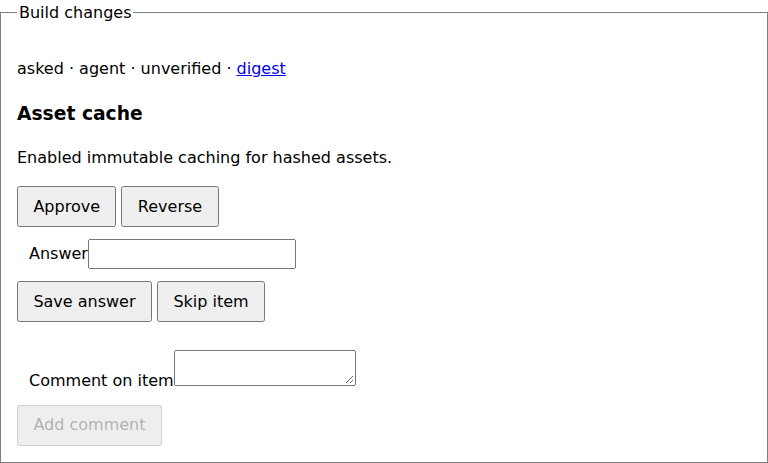 Build changes
asked · agent · unverified · digest
Asset cache
Enabled immutable caching for hashed assets.
Approve Reverse
Answer
Save answer Skip item
Comment on item
Add comment